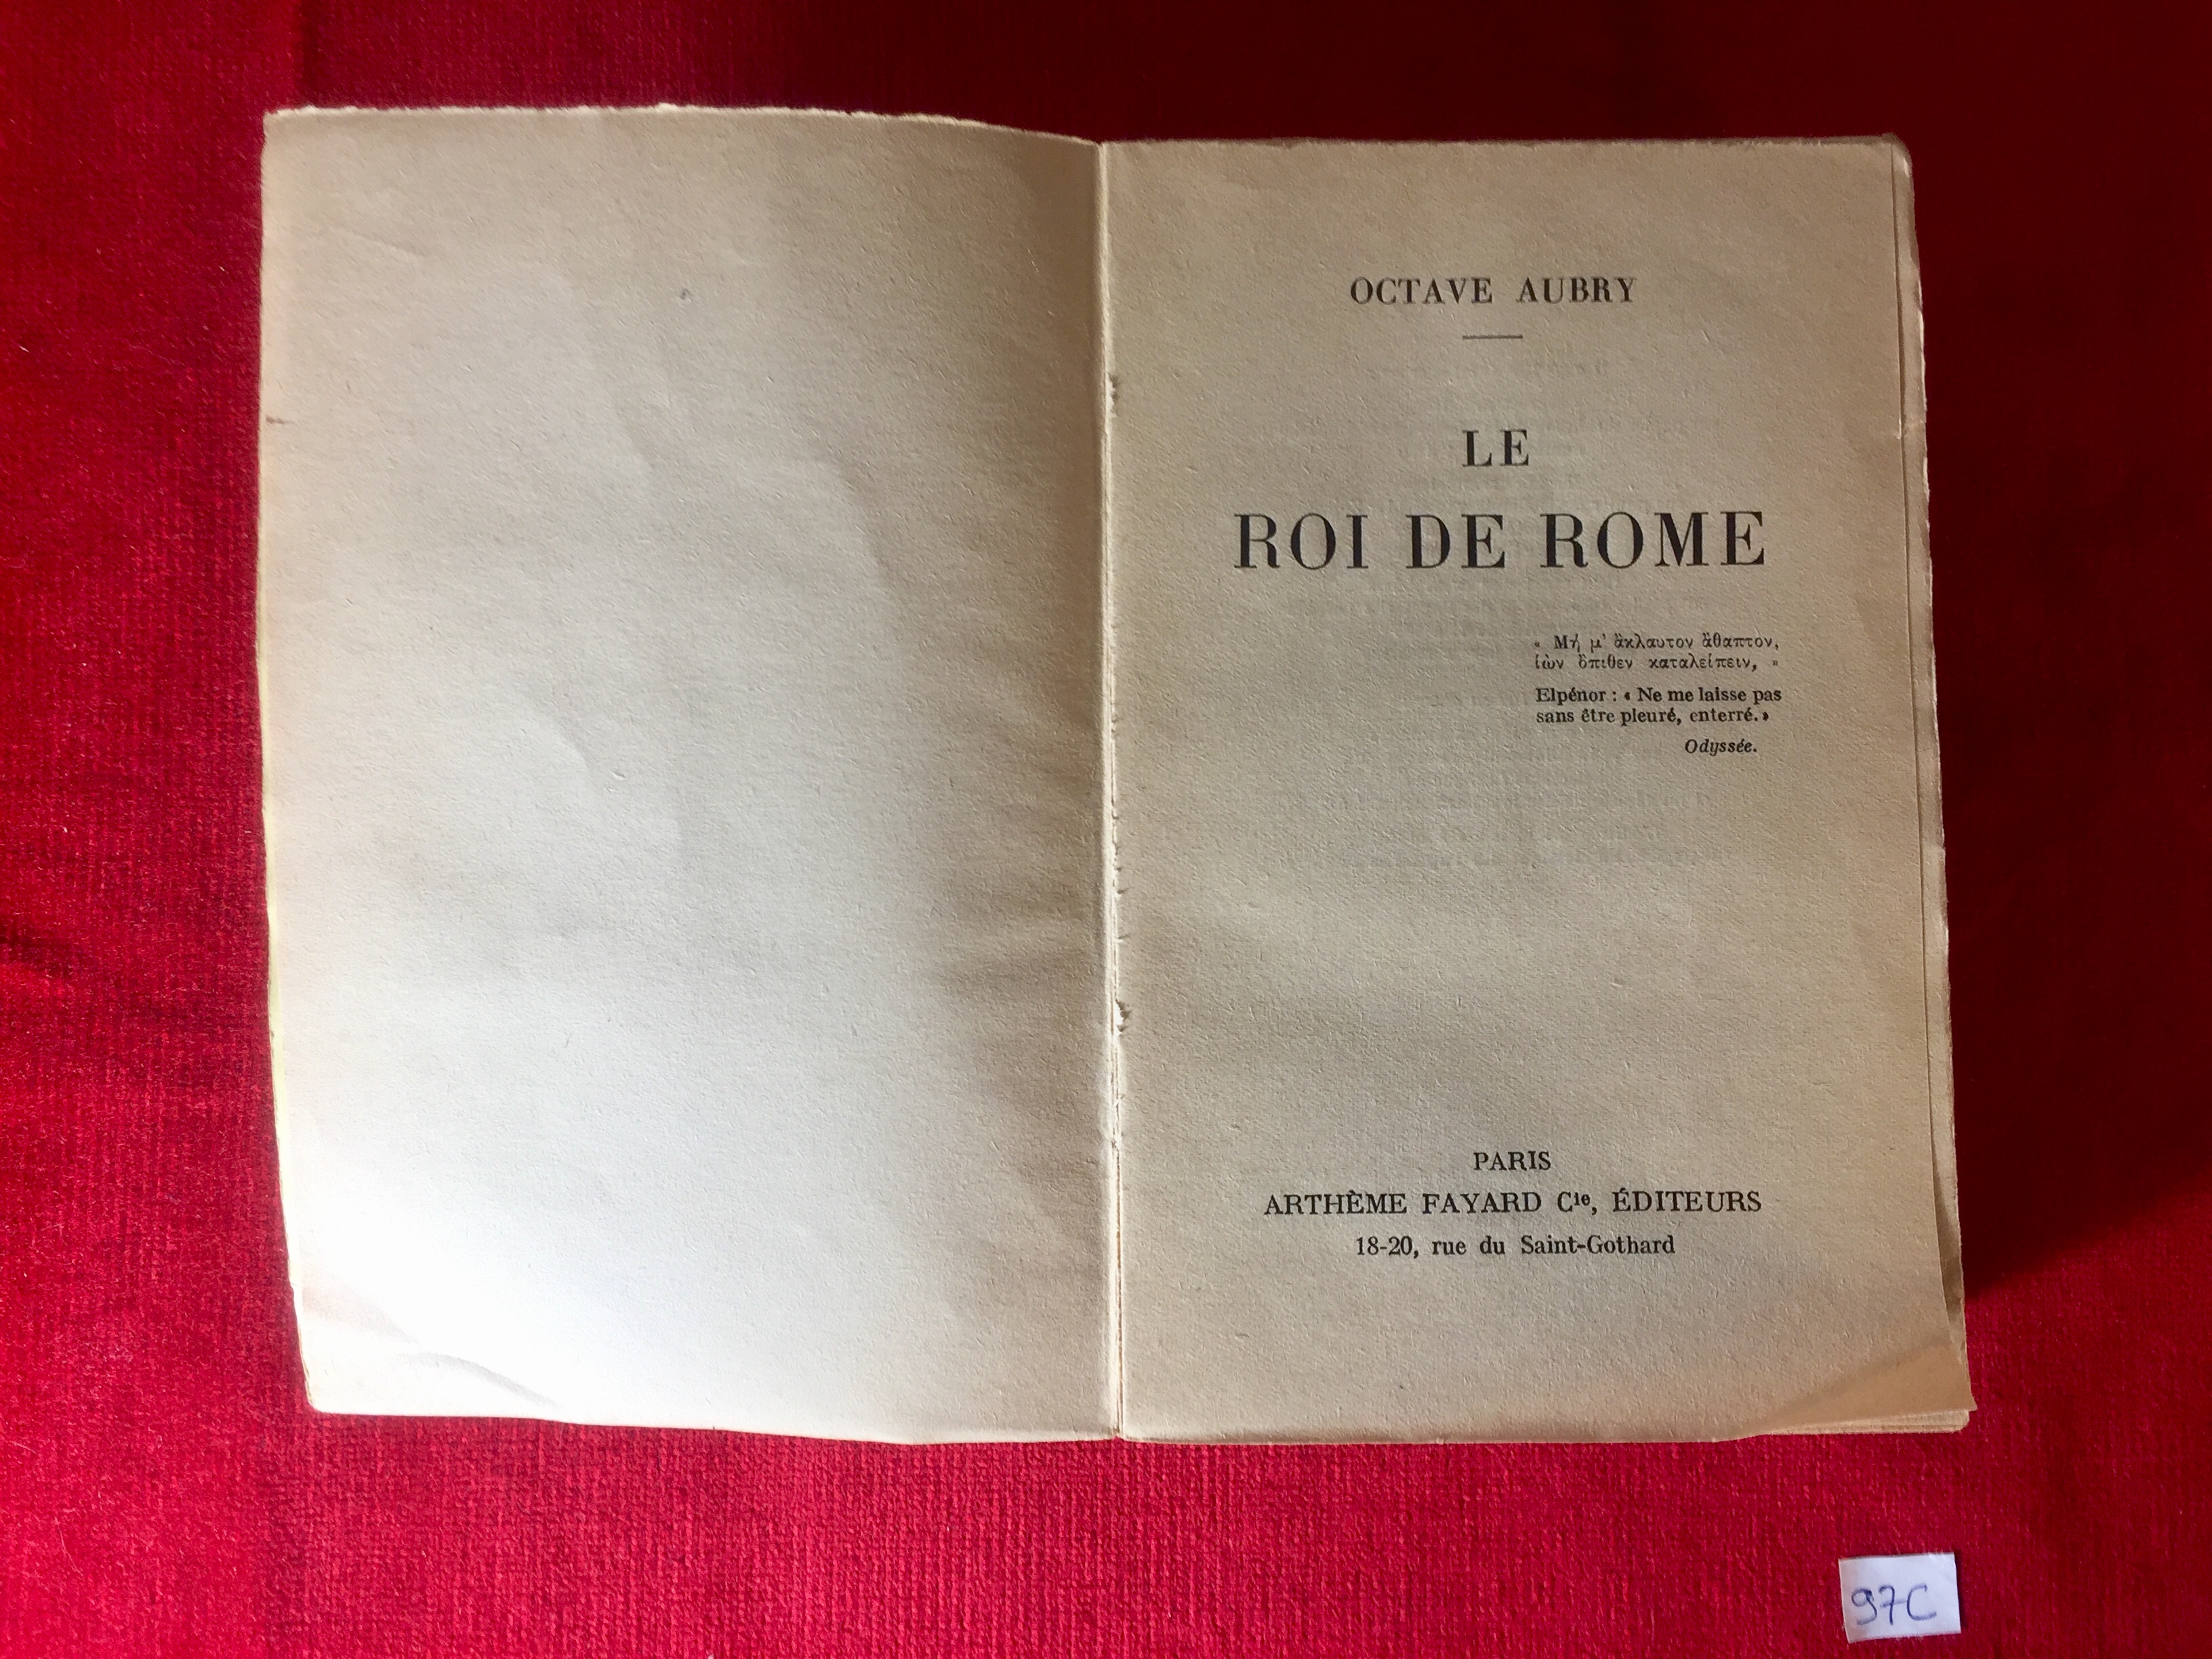 OCTAVE AUBRY
LE
ROI DE ROME
« Μή μ' ἄκλαυτον ἄθαπτον,
ἰὼν ὄπιθεν καταλείπειν, »
Elpénor : « Ne me laisse pas
sans être pleuré, enterré. »
Odyssée.
PARIS
ARTHÈME FAYARD Cie, ÉDITEURS
18-20, rue du Saint-Gothard
97C